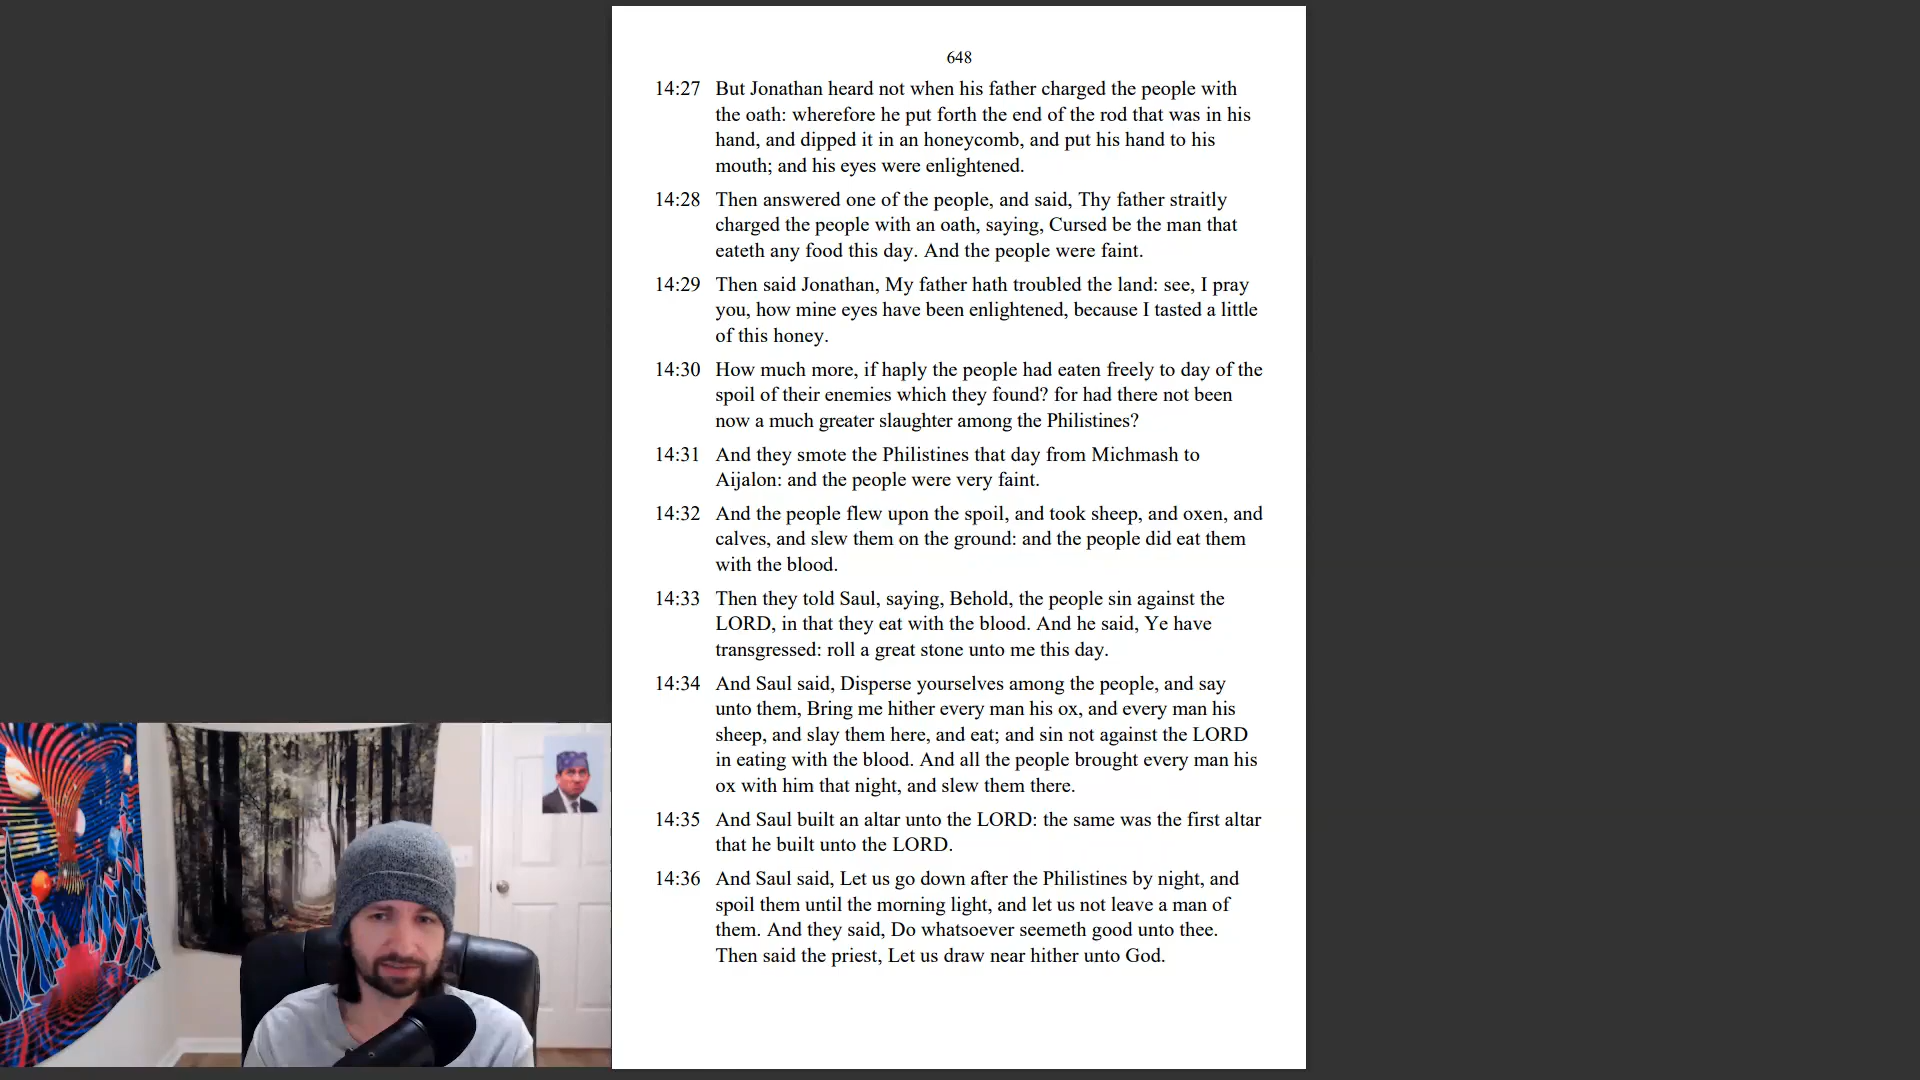 648
14:27 But Jonathan heard not when his father charged the people with
the oath: wherefore he put forth the end of the rod that was in his
hand, and dipped it in an honeycomb, and put his hand to his
mouth; and his eyes were enlightened.
14:28 Then answered one of the people, and said, Thy father straitly
charged the people with an oath, saying, Cursed be the man that
eateth any food this day. And the people were faint.
14:29 Then said Jonathan, My father hath troubled the land: see, I pray
you, how mine eyes have been enlightened, because I tasted a little
of this honey.
14:30 How much more, if haply the people had eaten freely to day of the
spoil of their enemies which they found? for had there not been
now a much greater slaughter among the Philistines?
14:31 And they smote the Philistines that day from Michmash to
Aijalon: and the people were very faint.
14:32 And the people flew upon the spoil, and took sheep, and oxen, and
calves, and slew them on the ground: and the people did eat them
with the blood.
14:33 Then they told Saul, saying, Behold, the people sin against the
LORD, in that they eat with the blood. And he said, Ye have
transgressed: roll a great stone unto me this day.
14:34 And Saul said, Disperse yourselves among the people, and say
unto them, Bring me hither every man his ox, and every man his
sheep, and slay them here, and eat; and sin not against the LORD
in eating with the blood. And all the people brought every man his
ox with him that night, and slew them there.
14:35 And Saul built an altar unto the LORD: the same was the first altar
that he built unto the LORD.
14:36 And Saul said, Let us go down after the Philistines by night, and
spoil them until the morning light, and let us not leave a man of
them. And they said, Do whatsoever seemeth good unto thee.
Then said the priest, Let us draw near hither unto God.